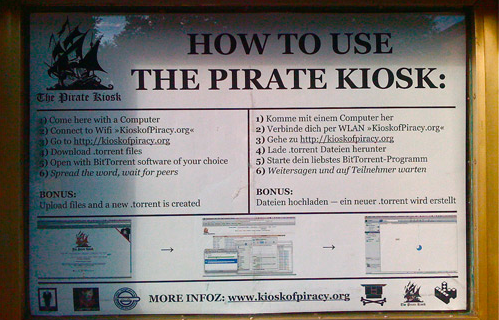 HOW TO USE
THE PIRATE KIOSK:
The Pirate Kiosk
1) Come here with a Computer
2) Connect to Wifi »KioskofPiracy.org«
3) Go to http://kioskofpiracy.org
4) Download .torrent files
5) Open with BitTorrent software of your choice
6) Spread the word, wait for peers
BONUS:
Upload files and a new .torrent is created
1) Komme mit einem Computer her
2) Verbinde dich per WLAN »KioskofPiracy.org«
3) Gehe zu http://kioskofpiracy.org
4) Lade .torrent Dateien herunter
5) Starte dein liebstes BitTorrent-Programm
6) Weitersagen und auf Teilnehmer warten
BONUS:
Dateien hochladen — ein neuer .torrent wird erstellt
MORE INFOZ: www.kioskofpiracy.org